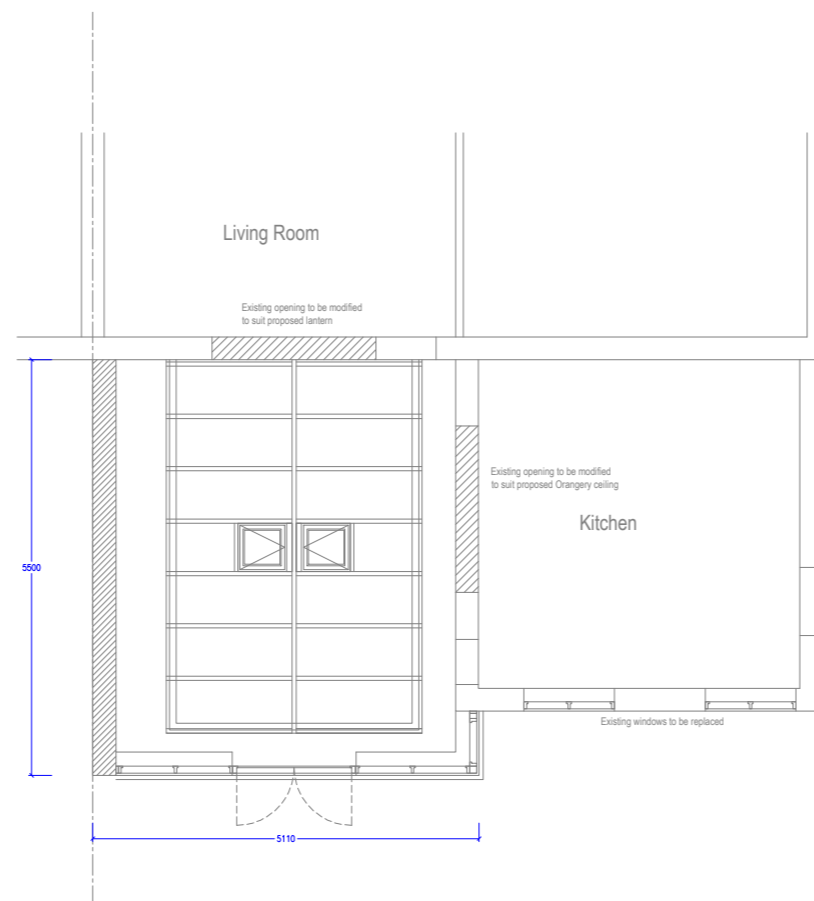 Living Room
Existing opening to be modified
to suit proposed lantern
Existing opening to be modified
to suit proposed Orangery ceiling
Kitchen
5500
Existing windows to be replaced
5110